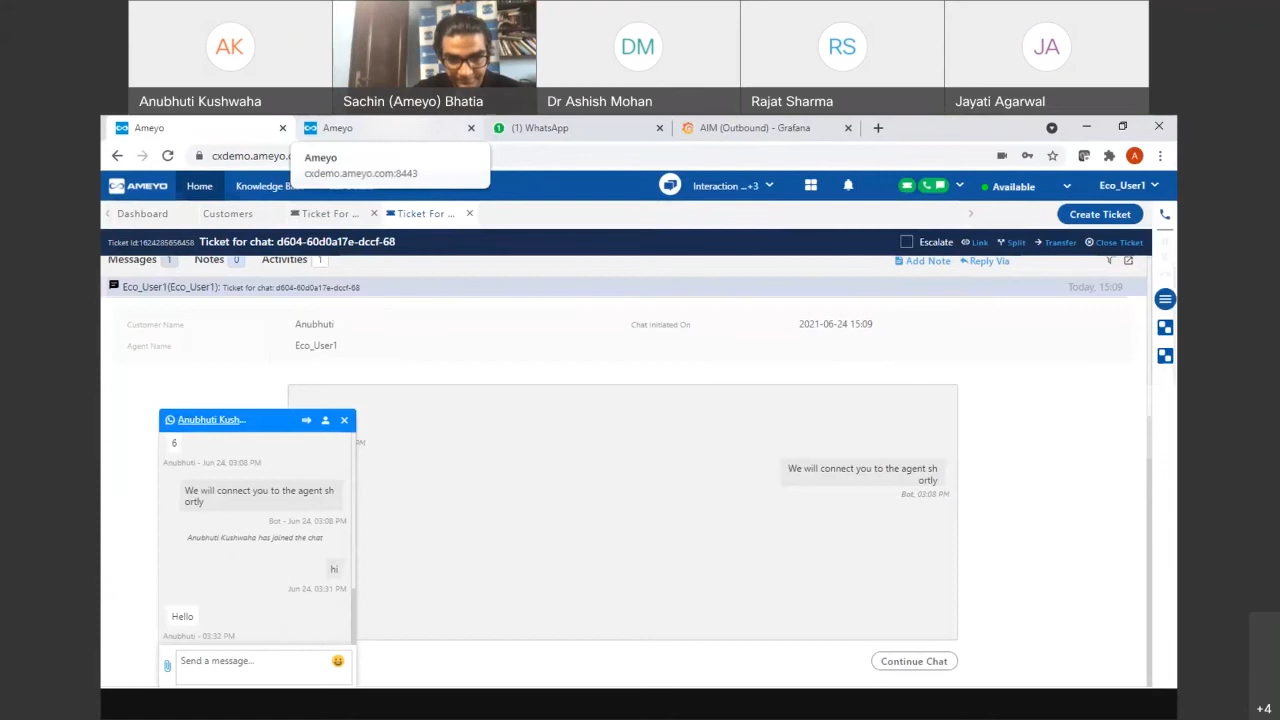 AK
DM
RS
JA
Anubhuti Kushwaha
Sachin (Ameyo) Bhatia
Dr Ashish Mohan
Rajat Sharma
Jayati Agarwal
Ameyo
Ameyo
(1) WhatsApp
AIM (Outbound) - Grafana
cxdemo.ameyo.c
Ameyo
cxdemo.ameyo.com:8443
A
AMEYO
Home
Knowledge B
Interaction ...+3
Available
Eco_User1
Dashboard
Customers
Ticket For ...
Ticket For ...
Create Ticket
Ticket Id:1624285656458
Ticket for chat: d604-60d0a17e-dccf-68
Escalate
Link
Split
Transfer
Close Ticket
Messages 1
Notes 0
Activities 1
Add Note
Reply Via
Eco_User1(Eco_User1): Ticket for chat: d604-60d0a17e-dccf-68
Today, 15:09
Customer Name
Anubhuti
Chat Initiated On
2021-06-24 15:09
Agent Name
Eco_User1
Anubhuti Kush...
6
PM
Anubhuti - Jun 24, 03:08 PM
We will connect you to the agent sh
ortly
Bot - Jun 24, 03:08 PM
Anubhuti Kushwaha has joined the chat
hi
Jun 24, 03:31 PM
Hello
Anubhuti - 03:32 PM
Send a message...
We will connect you to the agent sh
ortly
Bot, 03:08 PM
Continue Chat
+4